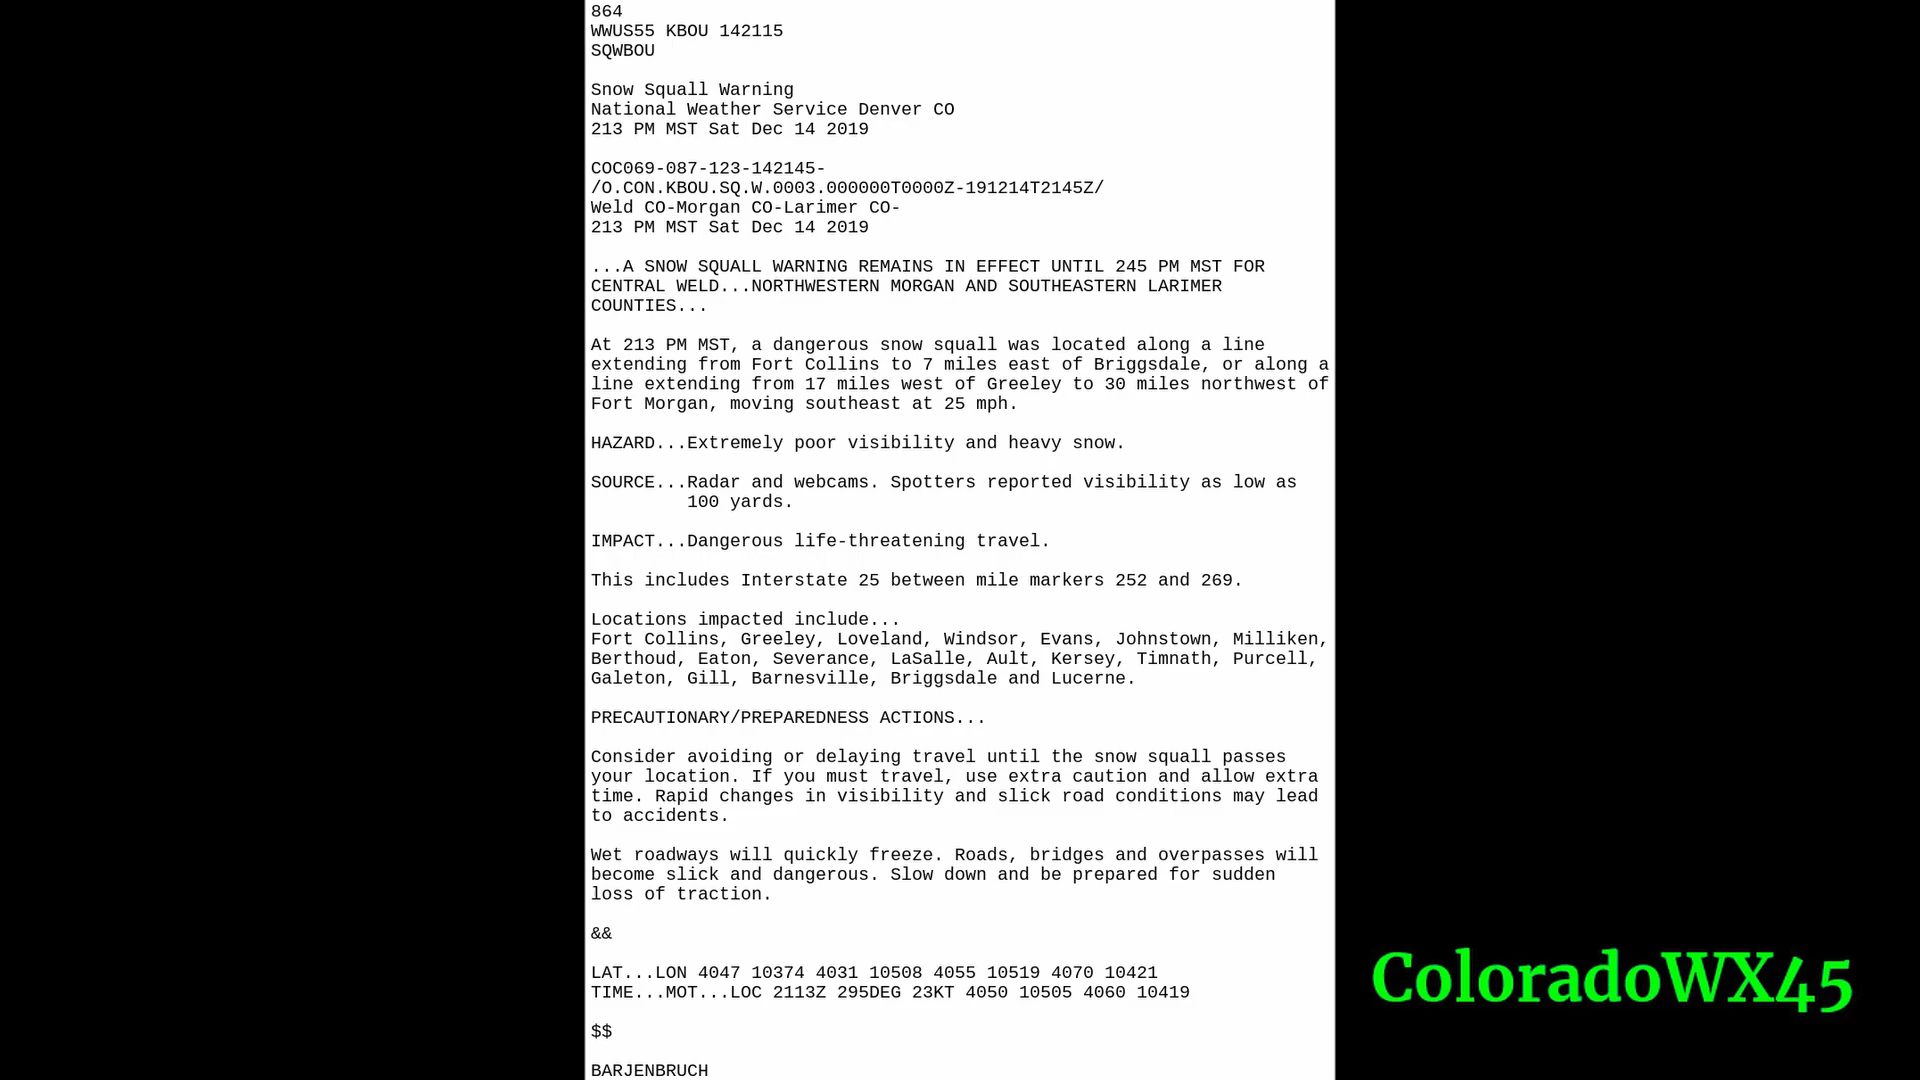 864
WWUS55 KBOU 142115
SQWBOU
Snow Squall Warning
National Weather Service Denver CO
213 PM MST Sat Dec 14 2019
COC069-087-123-142145-
/O.CON.KBOU.SQ.W.0003.000000T0000Z-191214T2145Z/
Weld CO-Morgan CO-Larimer CO-
213 PM MST Sat Dec 14 2019
...A SNOW SQUALL WARNING REMAINS IN EFFECT UNTIL 245 PM MST FOR
CENTRAL WELD...NORTHWESTERN MORGAN AND SOUTHEASTERN LARIMER
COUNTIES...
At 213 PM MST, a dangerous snow squall was located along a line
extending from Fort Collins to 7 miles east of Briggsdale, or along a
line extending from 17 miles west of Greeley to 30 miles northwest of
Fort Morgan, moving southeast at 25 mph.
HAZARD...Extremely poor visibility and heavy snow.
SOURCE...Radar and webcams. Spotters reported visibility as low as
100 yards.
IMPACT...Dangerous life-threatening travel.
This includes Interstate 25 between mile markers 252 and 269.
Locations impacted include...
Fort Collins, Greeley, Loveland, Windsor, Evans, Johnstown, Milliken,
Berthoud, Eaton, Severance, LaSalle, Ault, Kersey, Timnath, Purcell,
Galeton, Gill, Barnesville, Briggsdale and Lucerne.
PRECAUTIONARY/PREPAREDNESS ACTIONS...
Consider avoiding or delaying travel until the snow squall passes
your location. If you must travel, use extra caution and allow extra
time. Rapid changes in visibility and slick road conditions may lead
to accidents.
Wet roadways will quickly freeze. Roads, bridges and overpasses will
become slick and dangerous. Slow down and be prepared for sudden
loss of traction.
&&
LAT...LON 4047 10374 4031 10508 4055 10519 4070 10421
TIME...MOT...LOC 2113Z 295DEG 23KT 4050 10505 4060 10419
$$
BARJENBRUCH
ColoradoWX45